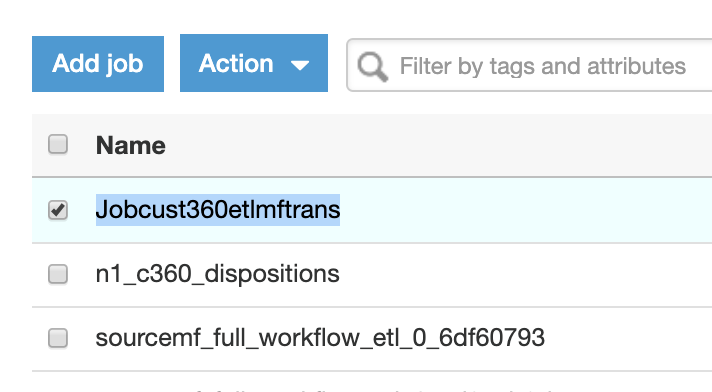 Add job
Action
Filter by tags and attributes
Name
Jobcust360etlmftrans
n1_c360_dispositions
sourcemf_full_workflow_etl_0_6df60793